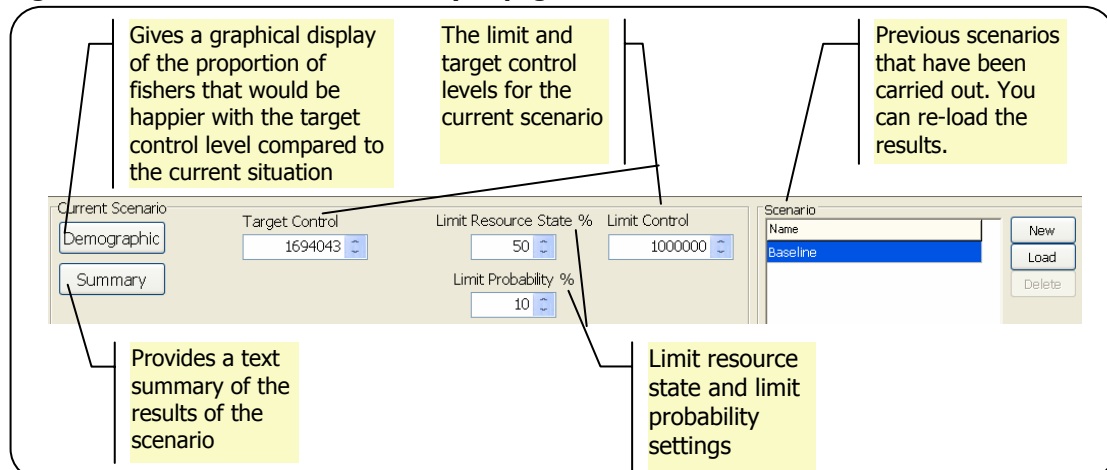 Gives a graphical display
of the proportion of
fishers that would be
happier with the target
control level compared to
the current situation
The limit and
target control
levels for the
current scenario
Previous scenarios
that have been
carried out. You
can re-load the
results.
Current Scenario
Demographic
Summary
Target Control
1694043
Limit Resource State %
50
Limit Probability %
10
Limit Control
1000000
Scenario
Name
Baseline
New
Load
Delete
Provides a text
summary of the
results of the
scenario
Limit resource
state and limit
probability
settings